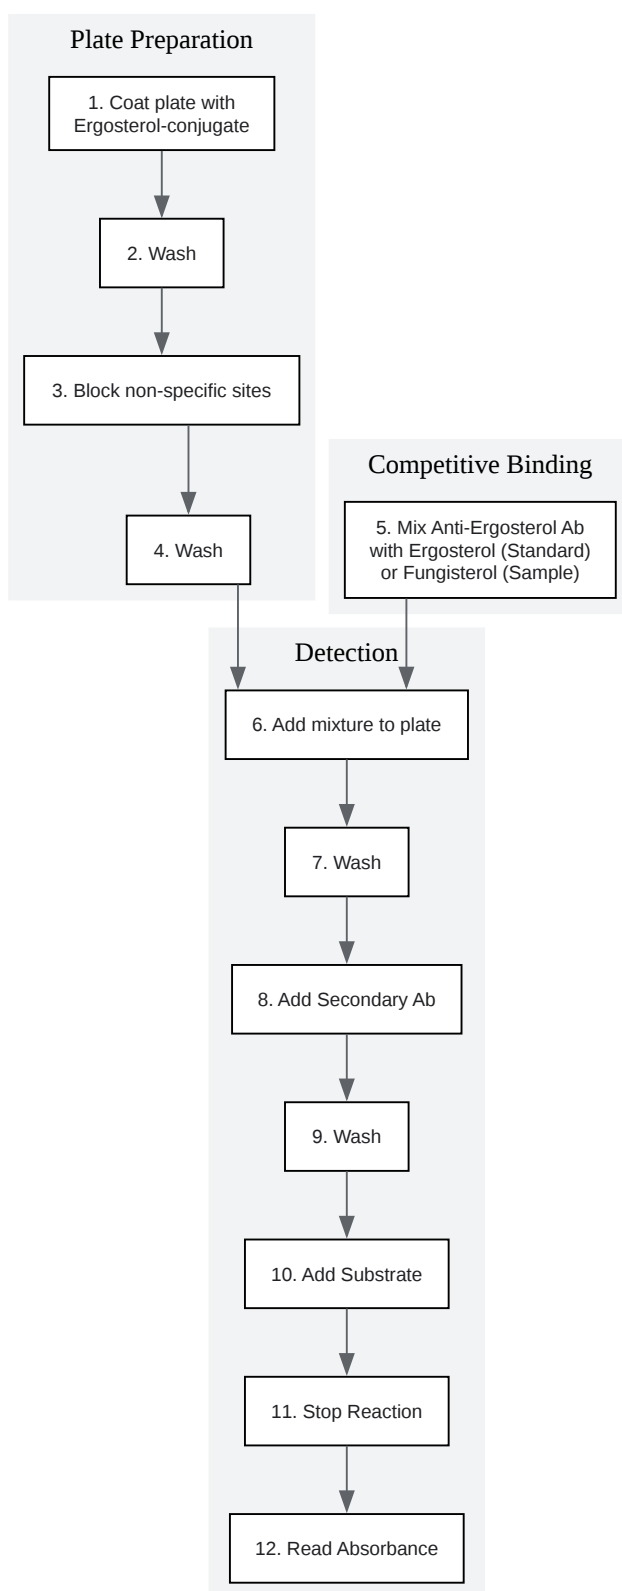 Plate Preparation
1. Coat plate with
Ergosterol-conjugate
2. Wash
3. Block non-specific sites
4. Wash
Competitive Binding
5. Mix Anti-Ergosterol Ab
with Ergosterol (Standard)
or Fungisterol (Sample)
Detection
6. Add mixture to plate
7. Wash
8. Add Secondary Ab
9. Wash
10. Add Substrate
11. Stop Reaction
12. Read Absorbance